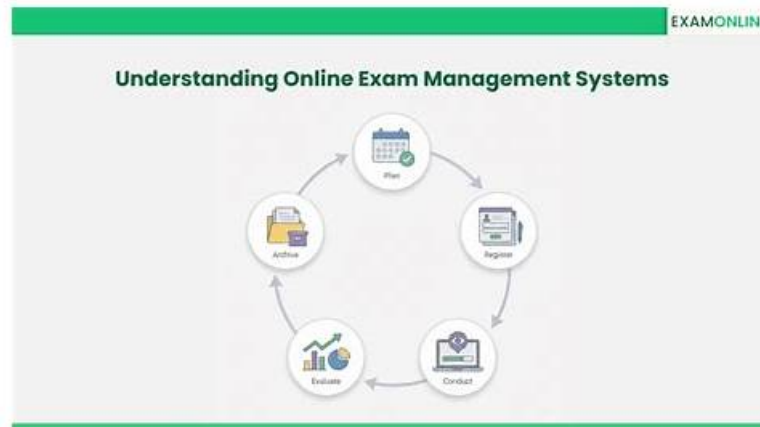 EXAMONLIN
Understanding Online Exam Management Systems
Plan
Register
Conduct
Evaluate
Archive